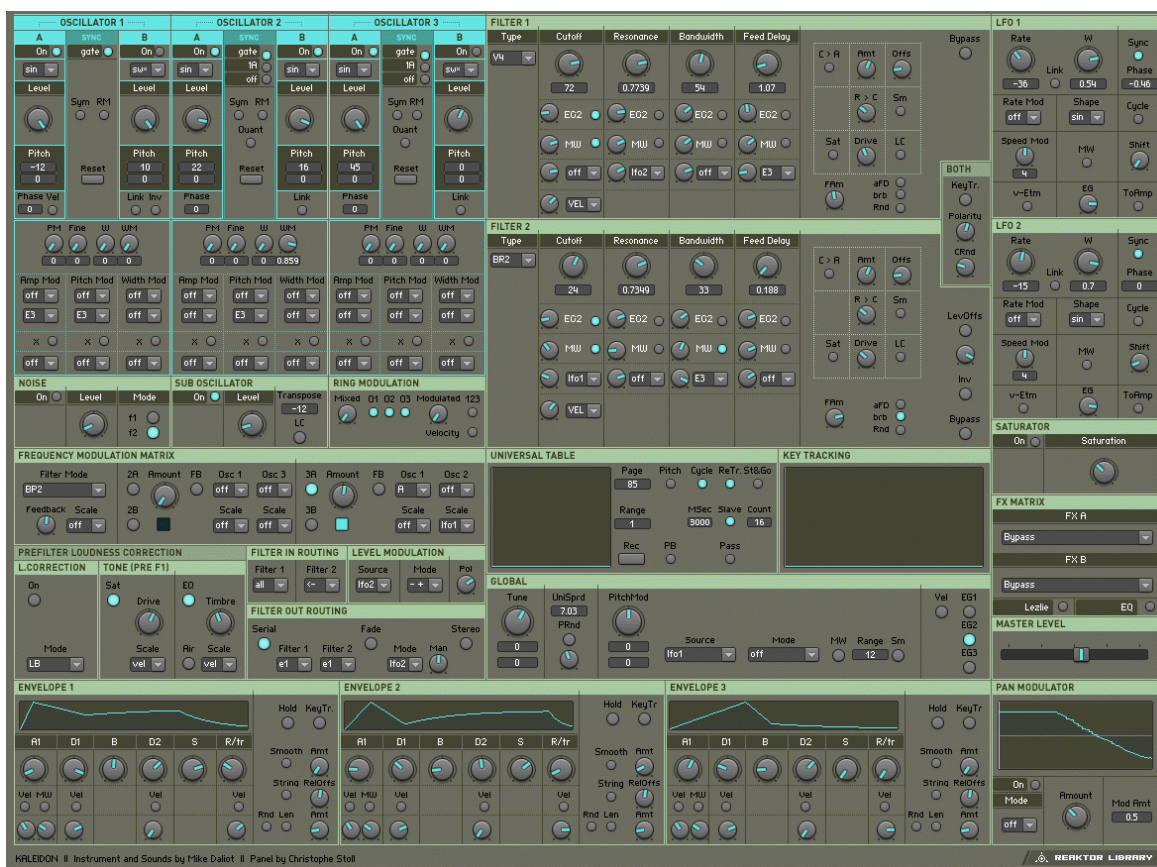 OSCILLATOR 1
A SYNC B
On gate On
sin sw×
Level Level
Sym RM
Pitch Pitch
-12 Reset 10
0 0
Phase Vel Link Inv
0
OSCILLATOR 2
A SYNC B
On gate On
sin 1A sin
off
Level Level
Sym RM
Quant
Pitch Pitch
22 Reset 16
0 0
Phase Link
0
OSCILLATOR 3
A SYNC B
On gate On
sin 1A sw×
off
Level Level
Sym RM
Quant
Pitch Pitch
45 Reset 0
0 0
Phase Link
0
PM Fine W WM
0 0 0 0
Amp Mod Pitch Mod Width Mod
off off off
E3 E3 off
× × ×
off off off
PM Fine W WM
0 0 0 0.859
Amp Mod Pitch Mod Width Mod
off off off
off E3 off
× × ×
off off off
PM Fine W WM
0 0 0 0
Amp Mod Pitch Mod Width Mod
off off off
off off off
× × ×
off off off
FILTER 1
Type Cutoff Resonance Bandwidth Feed Delay
V4
72 0.7739 54 1.07
EG2 EG2 EG2 EG2
MW MW MW MW
off lfo2 off E3
VEL
C > A Amt Offs
R > C Sm
Sat Drive LC
FAm aFD
brb
Rnd
Bypass
BOTH
KeyTr.
Polarity
CRnd
FILTER 2
Type Cutoff Resonance Bandwidth Feed Delay
BR2
24 0.7349 33 0.188
EG2 EG2 EG2 EG2
MW MW MW MW
lfo1 off E3 off
VEL
C > A Amt Offs
R > C Sm
Sat Drive LC
FAm aFD
brb
Rnd
LevOffs
Inv
Bypass
LFO 1
Rate W Sync
Link Phase
-36 0.54 -0.46
Rate Mod Shape Cycle
off sin
Speed Mod MW Shift
4
v-Etm EG ToAmp
LFO 2
Rate W Sync
Link Phase
-15 0.7 0
Rate Mod Shape Cycle
off sin
Speed Mod MW Shift
4
v-Etm EG ToAmp
NOISE
On Level Mode
f1
f2
SUB OSCILLATOR
On Level Transpose
-12
LC
RING MODULATION
Mixed O1 O2 O3 Modulated 123
Velocity
FREQUENCY MODULATION MATRIX
Filter Mode 2A Amount FB Osc 1 Osc 3 3A Amount FB Osc 1 Osc 2
BP2 off off A off
Feedback Scale 2B Scale Scale 3B Scale Scale
off off off off lfo1
UNIVERSAL TABLE
Page Pitch Cycle ReTr. St&Go
85
Range MSec Slave Count
1 3000 16
Rec PB Pass
KEY TRACKING
SATURATOR
On Saturation
FX MATRIX
FX A
Bypass
FX B
Bypass
Lezlie EQ
MASTER LEVEL
PREFILTER LOUDNESS CORRECTION
L.CORRECTION
On
Mode
LB
TONE (PRE F1)
Sat EQ
Drive Timbre
Scale Air Scale
vel vel
FILTER IN ROUTING
Filter 1 Filter 2
all <-
LEVEL MODULATION
Source Mode Pol
lfo2 - +
FILTER OUT ROUTING
Serial Fade Stereo
Filter 1 Filter 2 Mode Man
e1 e1 lfo2
GLOBAL
Tune UniSprd PitchMod
7.03
PRnd
0 0
0 0
Source Mode MW Range Sm
lfo1 off 12
Vel EG1
EG2
EG3
ENVELOPE 1
Hold KeyTr.
A1 D1 B D2 S R/tr
Smooth Amt
String RelOffs
Vel MW Vel Vel Vel
Rnd Len Amt
ENVELOPE 2
Hold KeyTr
A1 D1 B D2 S R/tr
Smooth Amt
String RelOffs
Vel MW Vel Vel Vel
Rnd Len Amt
ENVELOPE 3
Hold KeyTr
A1 D1 B D2 S R/tr
Smooth Amt
String RelOffs
Vel MW Vel Vel Vel
Rnd Len Amt
PAN MODULATOR
On
Mode Amount Mod Amt
off 0.5
KALEIDON II Instrument and Sounds by Mike Daliot II Panel by Christophe Stoll
REAKTOR LIBRARY